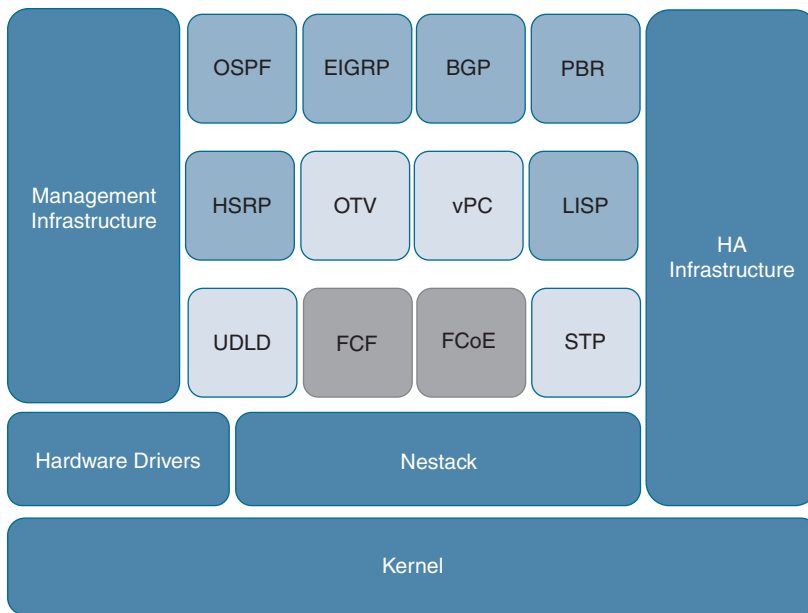 OSPF
EIGRP
BGP
PBR
Management
Infrastructure
HSRP
OTV
vPC
LISP
HA
Infrastructure
UDLD
FCF
FCoE
STP
Hardware Drivers
Nestack
Kernel